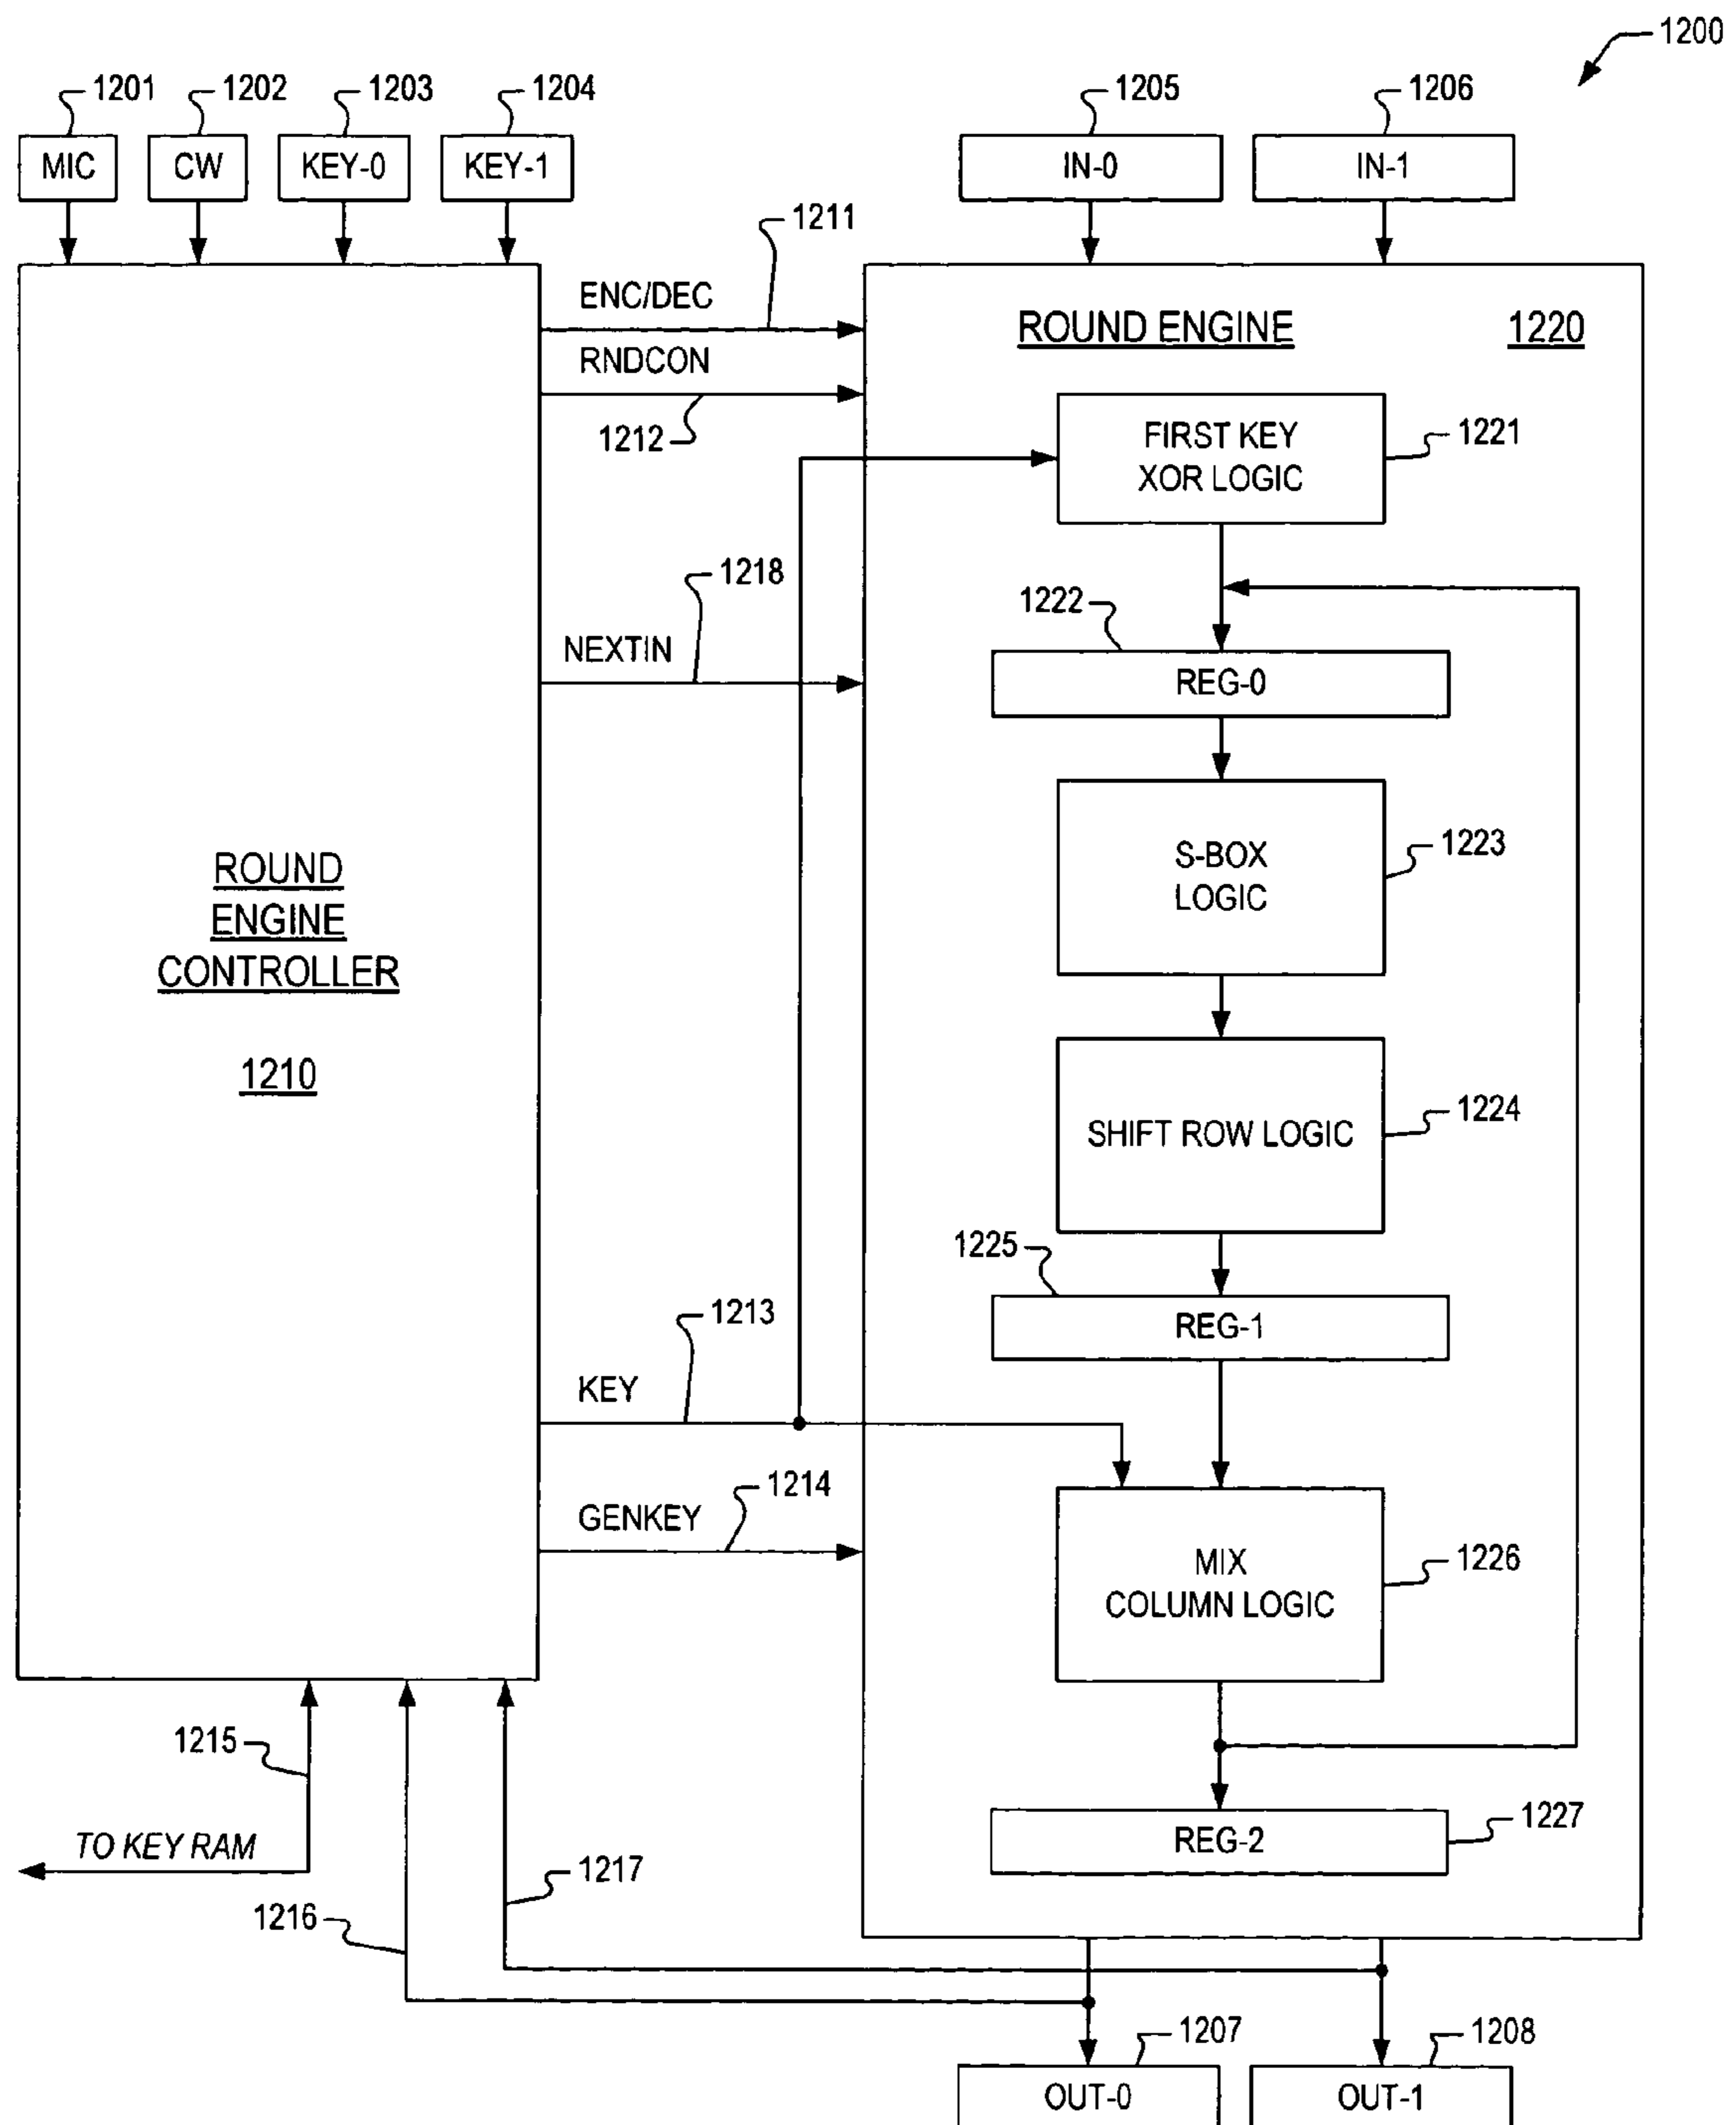 1200
1201
1202
1203
1204
1205
1206
MIC
CW
KEY-0
KEY-1
IN-0
IN-1
1211
ENC/DEC
ROUND ENGINE
1220
RNDCON
1212
FIRST KEY
XOR LOGIC
1221
1218
1222
NEXTIN
REG-0
S-BOX
LOGIC
1223
ROUND
ENGINE
CONTROLLER
1210
SHIFT ROW LOGIC
1224
1225
1213
REG-1
KEY
1214
GENKEY
MIX
COLUMN LOGIC
1226
1215
TO KEY RAM
1227
REG-2
1217
1216
1207
1208
OUT-0
OUT-1